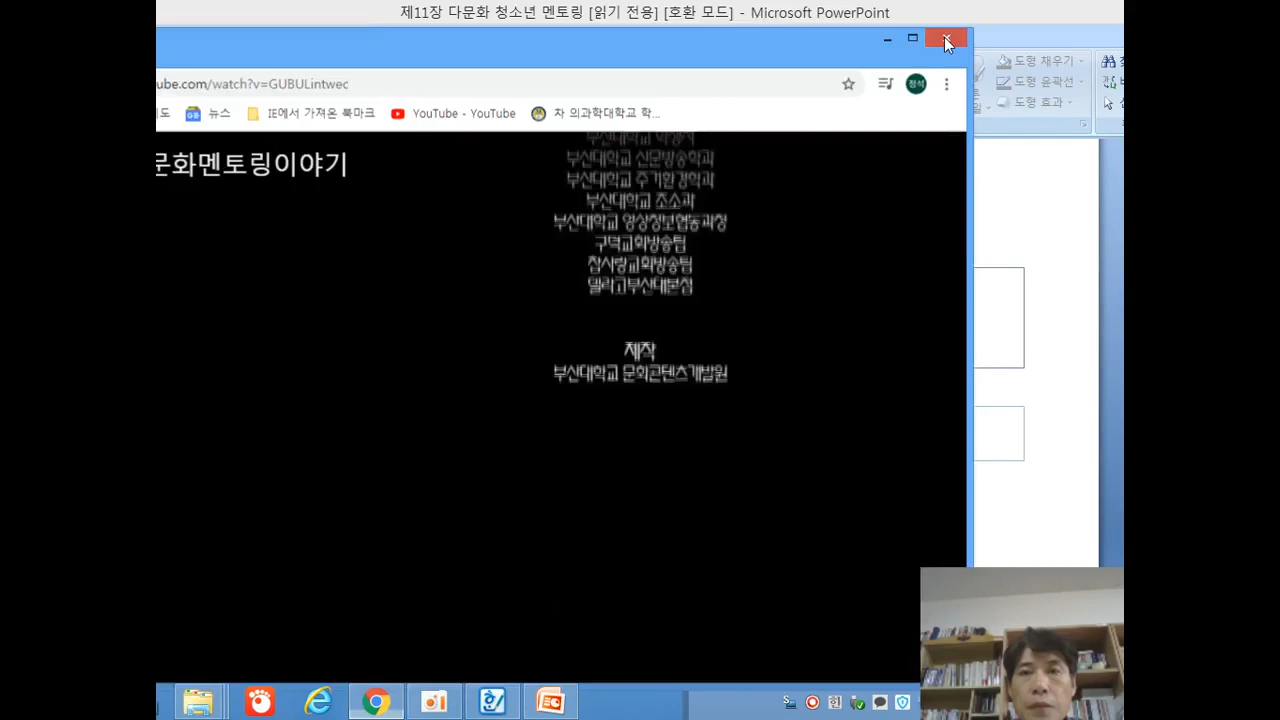 제11장 다문화 청소년 멘토링 [읽기 전용] [호환 모드] - Microsoft PowerPoint
ube.com/watch?v=GUBULintwec
정석
도형 채우기
도형 윤곽선
도형 효과
뉴스
IE에서 가져온 북마크
YouTube - YouTube
차 의과학대학교 학...
문화멘토링이야기
부산대학교 신문방송학과
부산대학교 주거환경학과
부산대학교 조소과
부산대학교 영상정보협동과정
구덕교회방송팀
참사랑교회방송팀
델락고부산대본점
제작
부산대학교 문화콘텐츠개발원